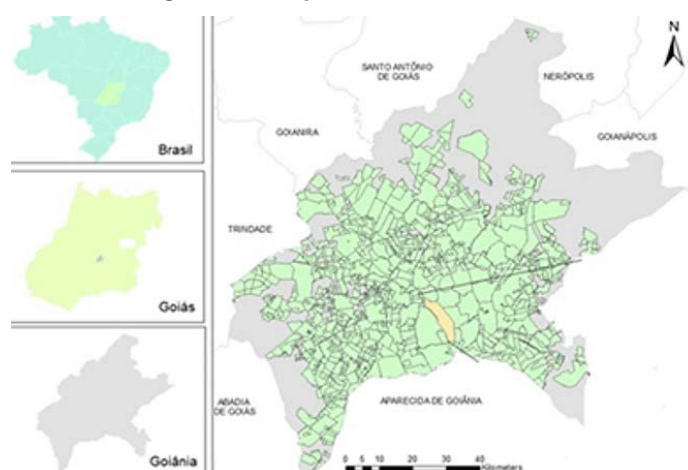 Brasil
Goiás
Goiânia
N
SANTO ANTÔNIO
DE GOIÁS
NERÓPOLIS
GOIANIRA
GOIANÁPOLIS
TRINDADE
ABADIA
DE GOIÁS
APARECIDA DE GOIÂNIA
0 5 10 20 30 40
Kilometers